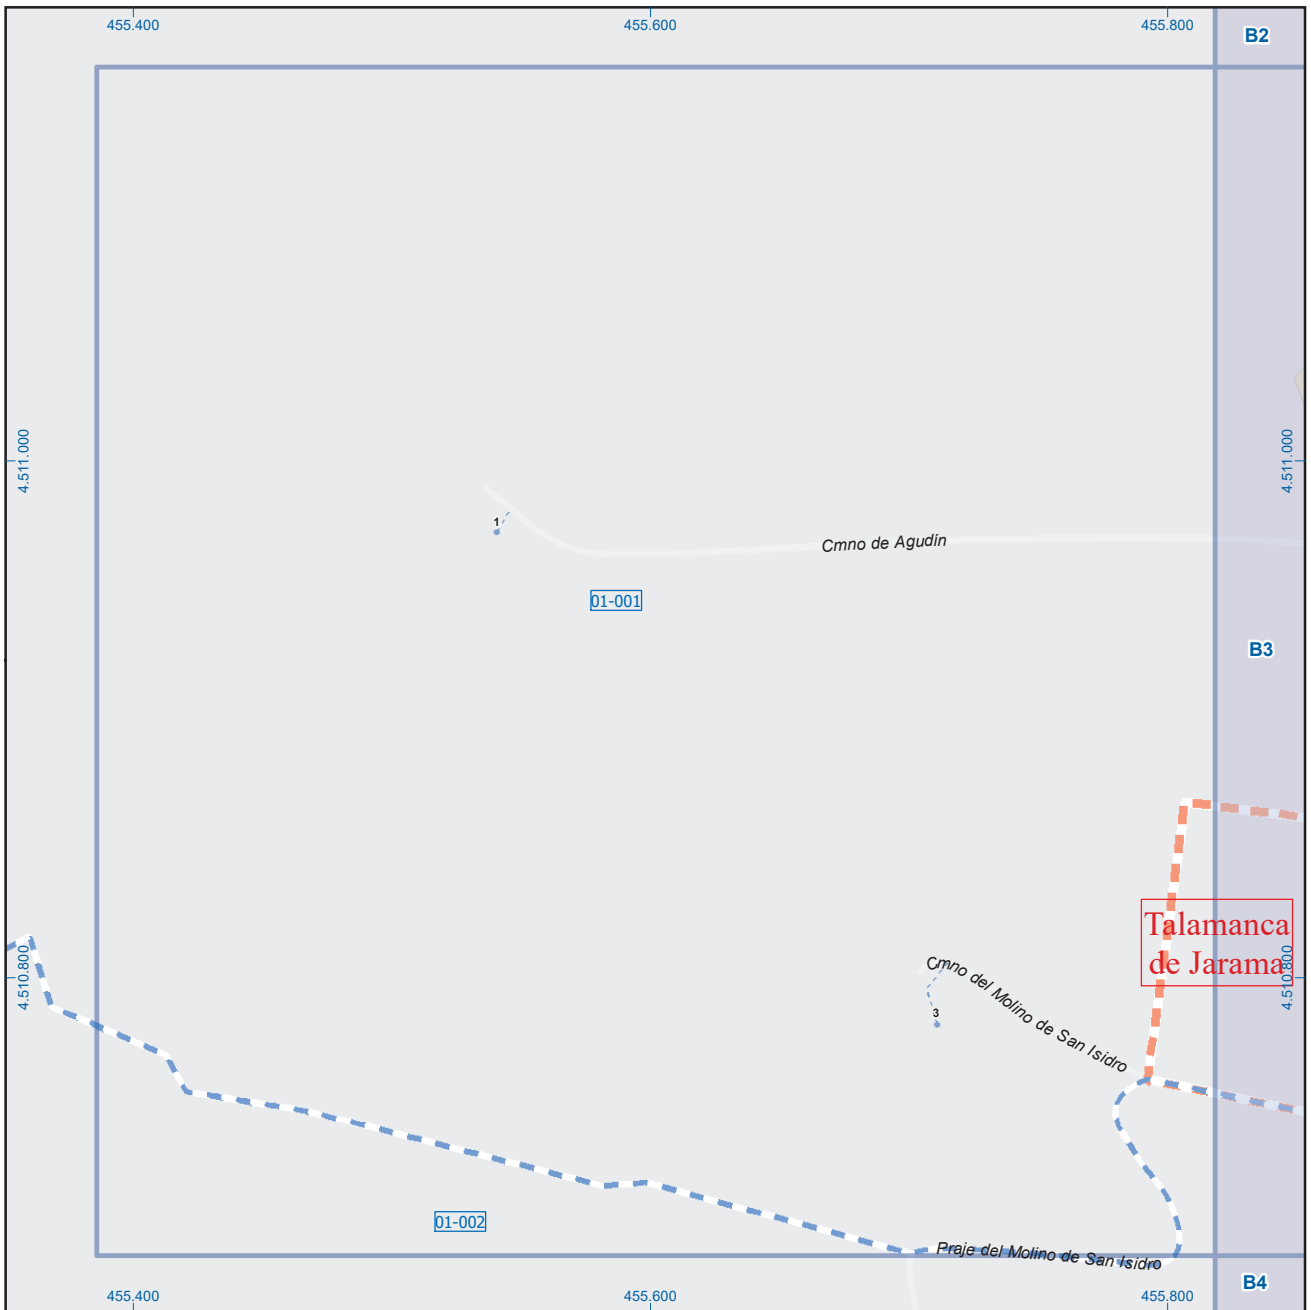 455.400
455.600
455.800
B2
4.511.000
4.511.000
1
Cmno de Agudín
01-001
B3
Talamanca
de Jarama
4.510.800
4.510.800
Cmno del Molino de San Isidro
3
01-002
Praje del Molino de San Isidro
B4
455.400
455.600
455.800